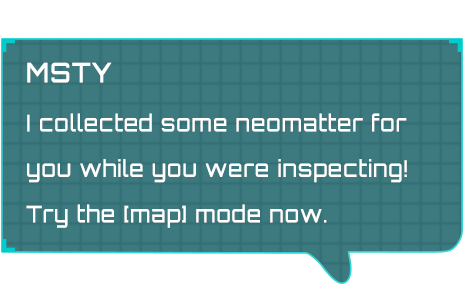 MSTY
I collected some neomatter for
you while you were inspecting!
Try the [map] mode now.